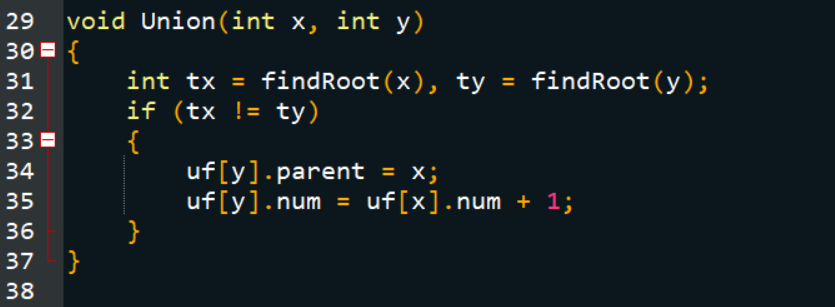 29 void Union(int x, int y)
30 {
31     int tx = findRoot(x), ty = findRoot(y);
32     if (tx != ty)
33     {
34         uf[y].parent = x;
35         uf[y].num = uf[x].num + 1;
36     }
37 }
38